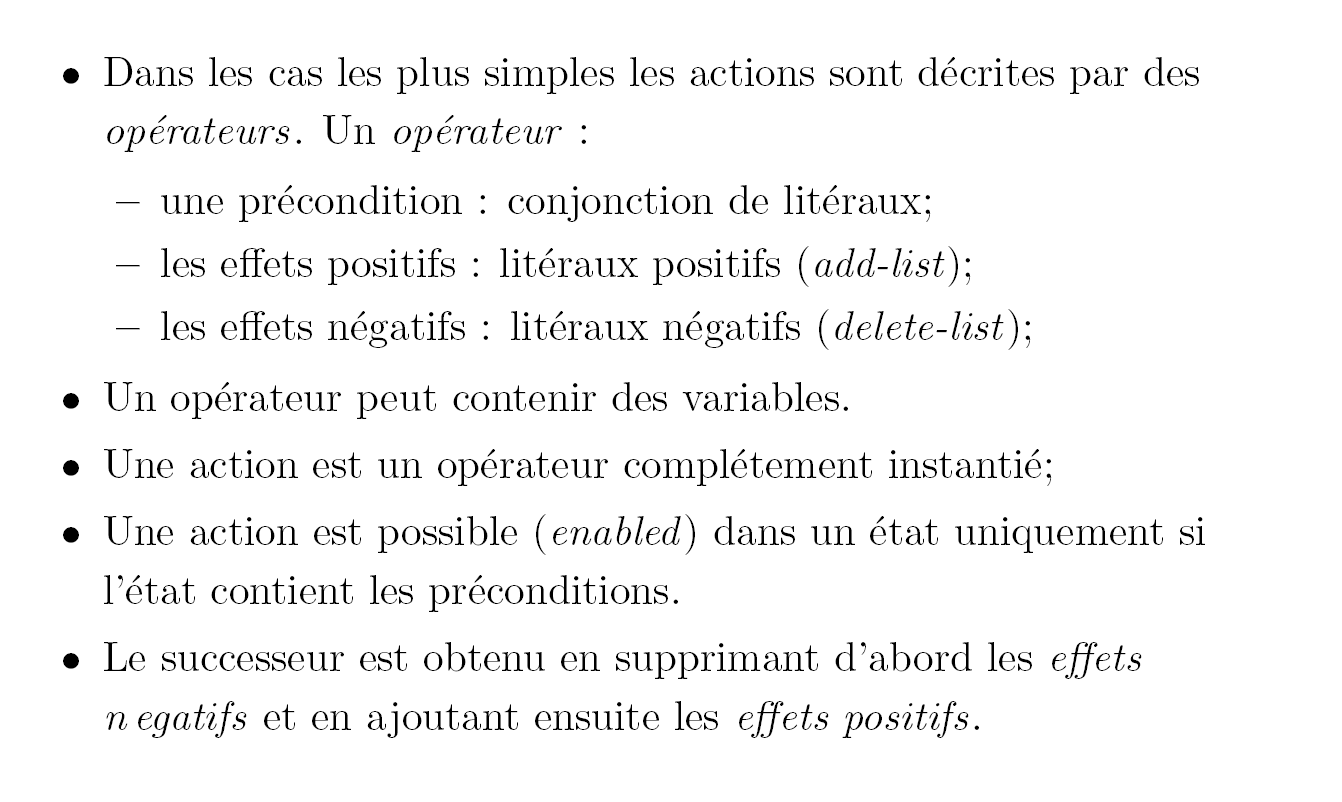 • Dans les cas les plus simples les actions sont décrites par des
opérateurs. Un opérateur :
– une précondition : conjonction de litéraux;
– les effets positifs : litéraux positifs (add-list);
– les effets négatifs : litéraux négatifs (delete-list);
• Un opérateur peut contenir des variables.
• Une action est un opérateur complétement instantié;
• Une action est possible (enabled) dans un état uniquement si
l'état contient les préconditions.
• Le successeur est obtenu en supprimant d'abord les effets
n egatifs et en ajoutant ensuite les effets positifs.